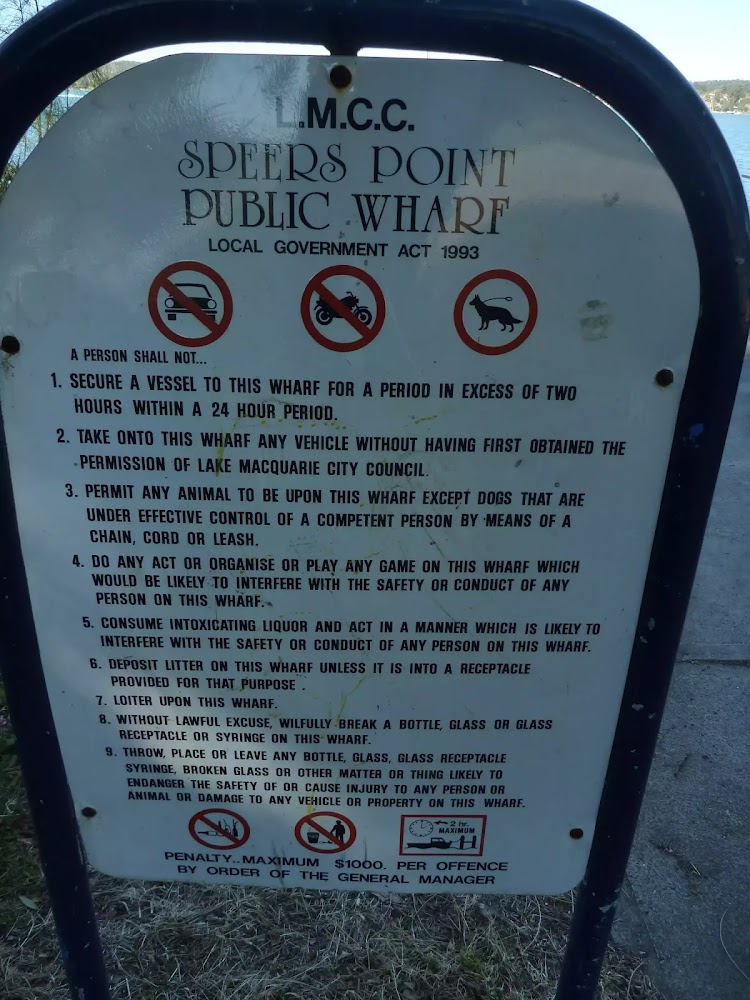 L.M.C.C.
SPEERS POINT
PUBLIC WHARF
LOCAL GOVERNMENT ACT 1993
A PERSON SHALL NOT...
1. SECURE A VESSEL TO THIS WHARF FOR A PERIOD IN EXCESS OF TWO
HOURS WITHIN A 24 HOUR PERIOD.
2. TAKE ONTO THIS WHARF ANY VEHICLE WITHOUT HAVING FIRST OBTAINED THE
PERMISSION OF LAKE MACQUARIE CITY COUNCIL.
3. PERMIT ANY ANIMAL TO BE UPON THIS WHARF EXCEPT DOGS THAT ARE
UNDER EFFECTIVE CONTROL OF A COMPETENT PERSON BY MEANS OF A
CHAIN, CORD OR LEASH.
4. DO ANY ACT OR ORGANISE OR PLAY ANY GAME ON THIS WHARF WHICH
WOULD BE LIKELY TO INTERFERE WITH THE SAFETY OR CONDUCT OF ANY
PERSON ON THIS WHARF.
5. CONSUME INTOXICATING LIQUOR AND ACT IN A MANNER WHICH IS LIKELY TO
INTERFERE WITH THE SAFETY OR CONDUCT OF ANY PERSON ON THIS WHARF.
6. DEPOSIT LITTER ON THIS WHARF UNLESS IT IS INTO A RECEPTACLE
PROVIDED FOR THAT PURPOSE .
7. LOITER UPON THIS WHARF.
8. WITHOUT LAWFUL EXCUSE, WILFULLY BREAK A BOTTLE, GLASS OR GLASS
RECEPTACLE OR SYRINGE ON THIS WHARF.
9. THROW, PLACE OR LEAVE ANY BOTTLE, GLASS, GLASS RECEPTACLE
SYRINGE, BROKEN GLASS OR OTHER MATTER OR THING LIKELY TO
ENDANGER THE SAFETY OF OR CAUSE INJURY TO ANY PERSON OR
ANIMAL OR DAMAGE TO ANY VEHICLE OR PROPERTY ON THIS WHARF.
2 hr.
MAXIMUM
PENALTY..MAXIMUM $1000. PER OFFENCE
BY ORDER OF THE GENERAL MANAGER